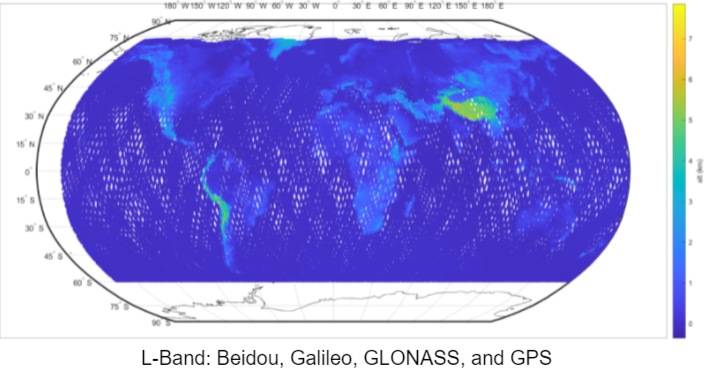 180° W 150° W 120° W 90° W 60° W 30° W 0° 30° E 60° E 90° E 120° E 150° E 180° E
90° N
75° N
60° N
45° N
30° N
15° N
0°
15° S
30° S
45° S
60° S
75° S
90° S
7
6
5
4
3
2
1
0
alt (km)
L-Band: Beidou, Galileo, GLONASS, and GPS